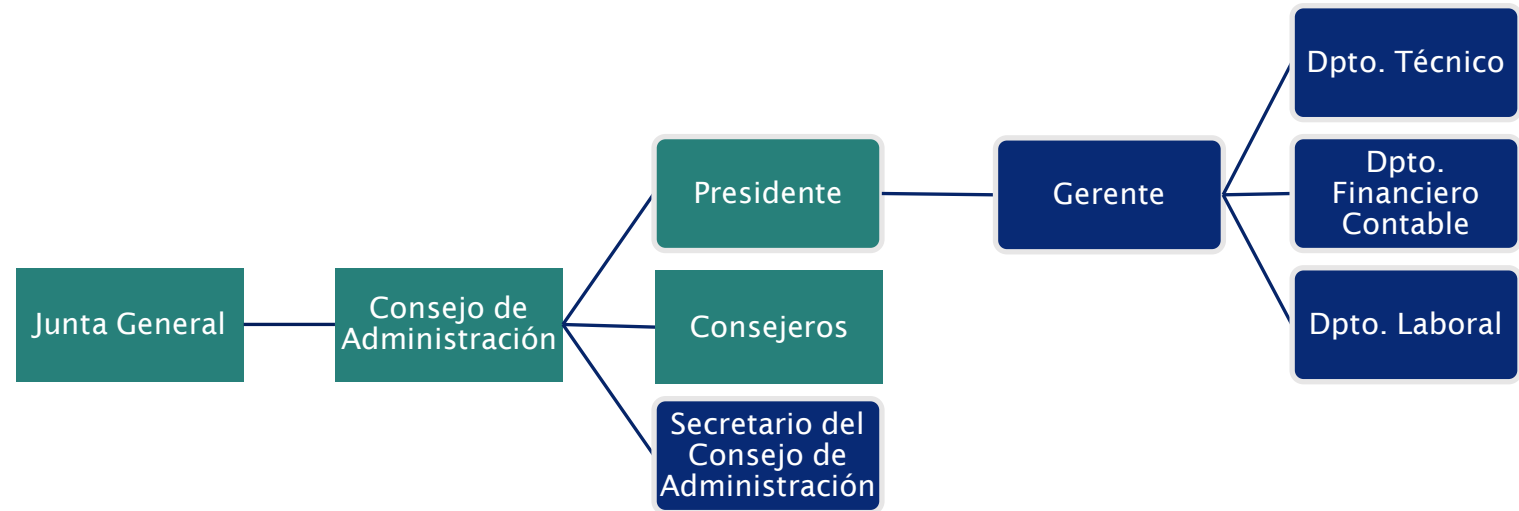 Junta General
Consejo de
Administración
Presidente
Consejeros
Secretario del
Consejo de
Administración
Gerente
Dpto. Técnico
Dpto.
Financiero
Contable
Dpto. Laboral